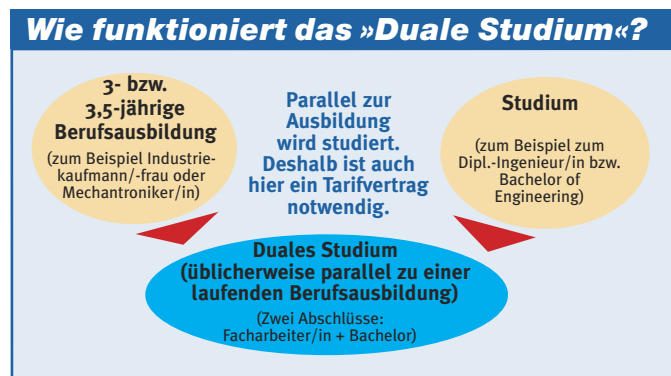 Wie funktioniert das »Duale Studium«?
3- bzw.
3,5-jährige
Berufsausbildung
(zum Beispiel Industrie-
kaufmann/-frau oder
Mechantroniker/in)
Parallel zur
Ausbildung
wird studiert.
Deshalb ist auch
hier ein Tarifvertrag
notwendig.
Studium
(zum Beispiel zum
Dipl.-Ingenieur/in bzw.
Bachelor of
Engineering)
Duales Studium
(üblicherweise parallel zu einer
laufenden Berufsausbildung)
(Zwei Abschlüsse:
Facharbeiter/in + Bachelor)